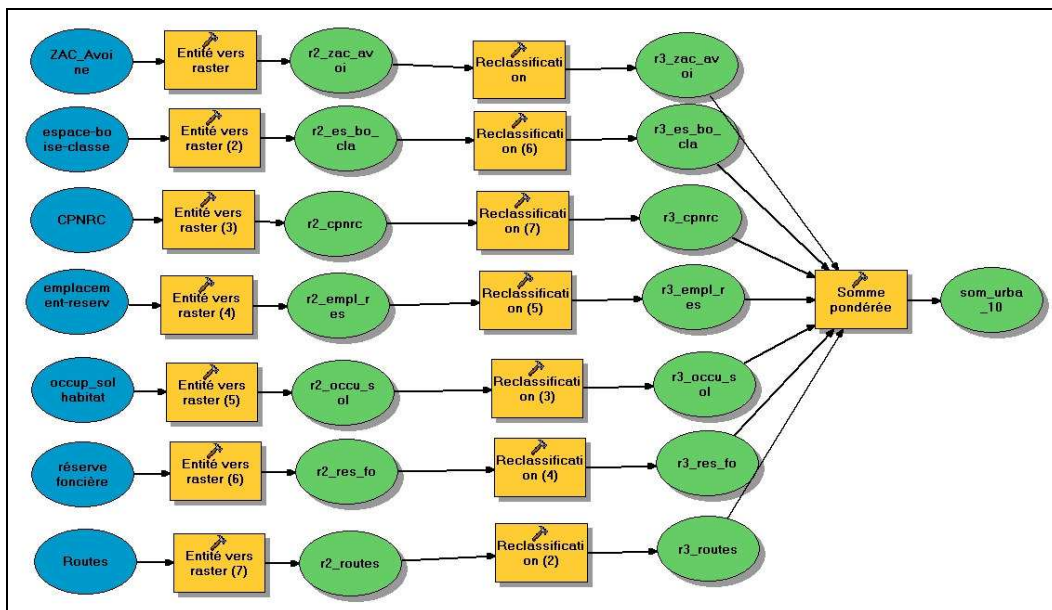 ZAC_Avoi
ne
Entité vers
raster
r2_zac_av
oi
Reclassificati
on
r3_zac_av
oi
espace-bo
ise-classe
Entité vers
raster (2)
r2_es_bo_
cla
Reclassificati
on (6)
r3_es_bo_
cla
CPNRC
Entité vers
raster (3)
r2_cpnrc
Reclassificati
on (7)
r3_cpnrc
emplacem
ent-reserv
Entité vers
raster (4)
r2_empl_r
es
Reclassificati
on (5)
r3_empl_r
es
Somme
pondérée
som_urba
_10
occup_sol
habitat
Entité vers
raster (5)
r2_occu_s
ol
Reclassificati
on (3)
r3_occu_s
ol
réserve
foncière
Entité vers
raster (6)
r2_res_fo
Reclassificati
on (4)
r3_res_fo
Routes
Entité vers
raster (7)
r2_routes
Reclassificati
on (2)
r3_routes